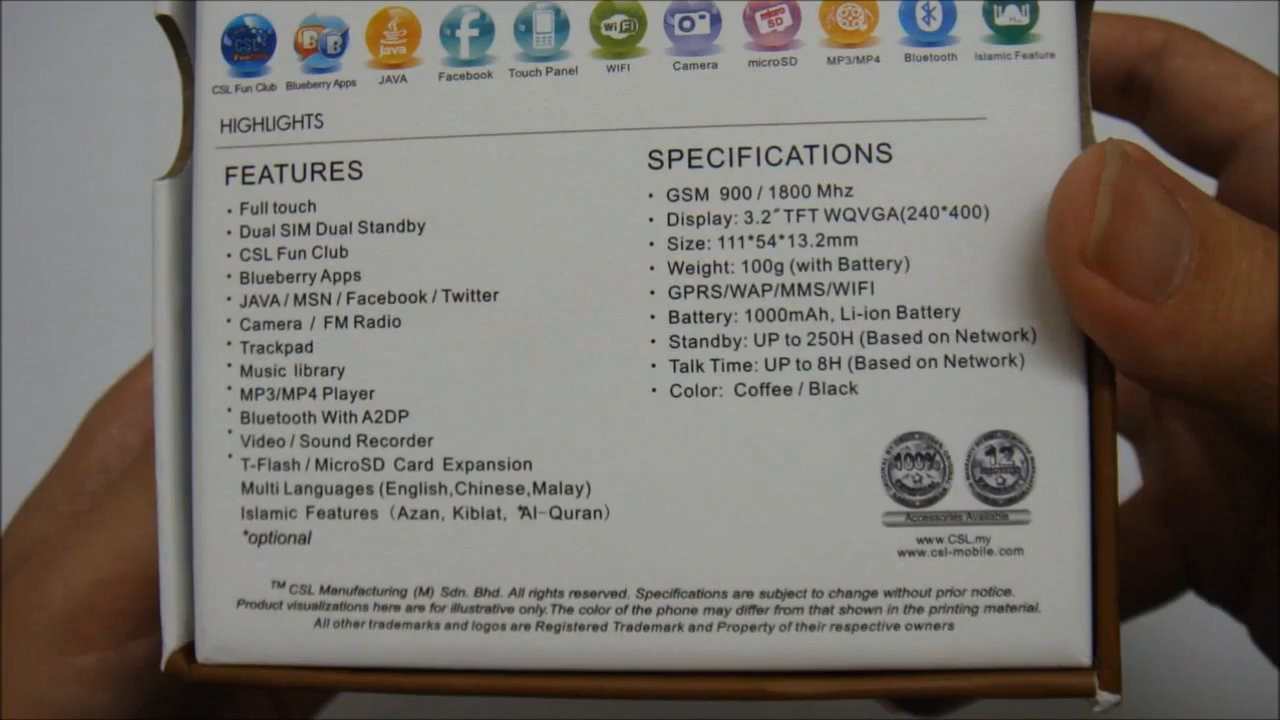 CSL Fun Club
Blueberry Apps
JAVA
Facebook
Touch Panel
WIFI
Camera
microSD
MP3/MP4
Bluetooth
Islamic Feature
HIGHLIGHTS
FEATURES
· Full touch
· Dual SIM Dual Standby
· CSL Fun Club
· Blueberry Apps
· JAVA / MSN / Facebook / Twitter
· Camera / FM Radio
· Trackpad
· Music library
· MP3/MP4 Player
· Bluetooth With A2DP
· Video / Sound Recorder
· T-Flash / MicroSD Card Expansion
Multi Languages (English,Chinese,Malay)
Islamic Features (Azan, Kiblat, *Al-Quran)
*optional
SPECIFICATIONS
· GSM 900 / 1800 Mhz
· Display: 3.2″ TFT WQVGA(240*400)
· Size: 111*54*13.2mm
· Weight: 100g (with Battery)
· GPRS/WAP/MMS/WIFI
· Battery: 1000mAh, Li-ion Battery
· Standby: UP to 250H (Based on Network)
· Talk Time: UP to 8H (Based on Network)
· Color: Coffee / Black
100%
12
Accessories Available
www.CSL.my
www.csl-mobile.com
TM CSL Manufacturing (M) Sdn. Bhd. All rights reserved. Specifications are subject to change without prior notice.
Product visualizations here are for illustrative only.The color of the phone may differ from that shown in the printing material.
All other trademarks and logos are Registered Trademark and Property of their respective owners